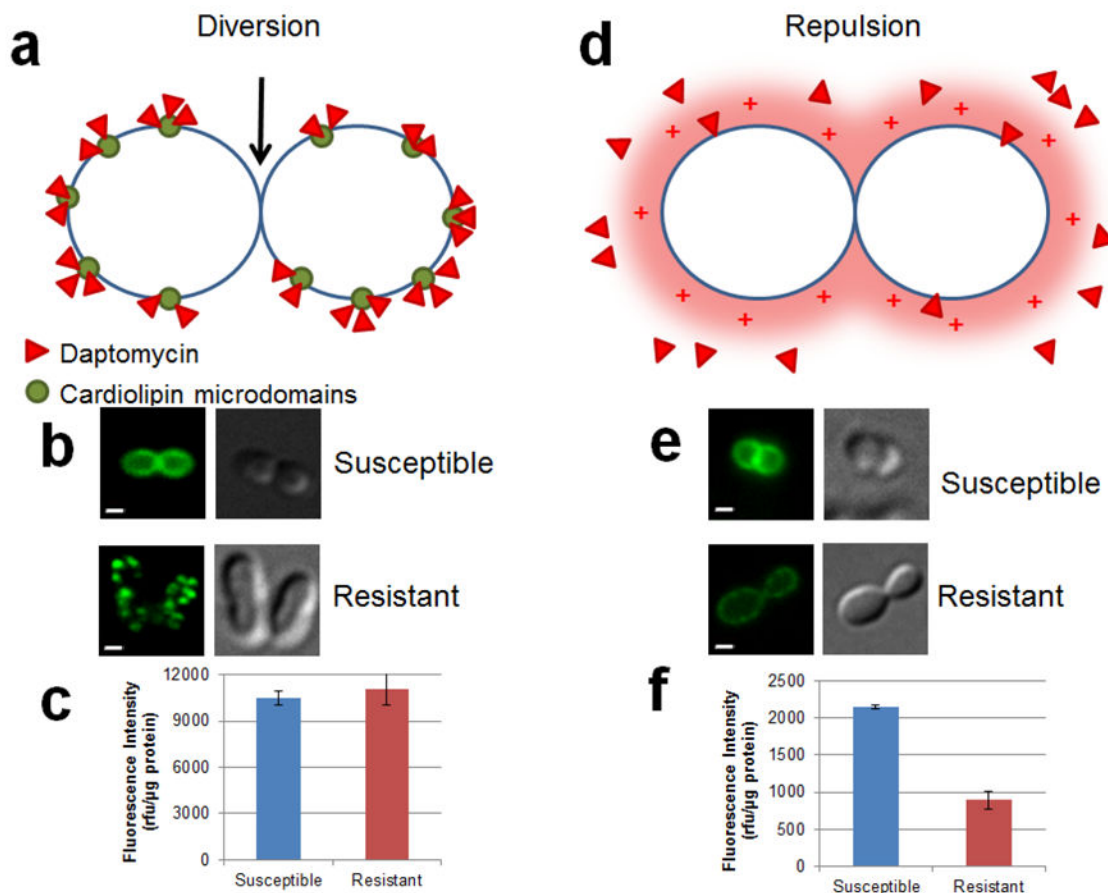 a
Diversion
Daptomycin
Cardiolipin microdomains
b
Susceptible
Resistant
c
Fluorescence Intensity
(rfu/µg protein)
12000
9000
6000
3000
0
Susceptible
Resistant
d
Repulsion
+ + + + + + + + + + + +
e
Susceptible
Resistant
f
Fluorescence Intensity
(rfu/µg protein)
2500
2000
1500
1000
500
0
Susceptible
Resistant